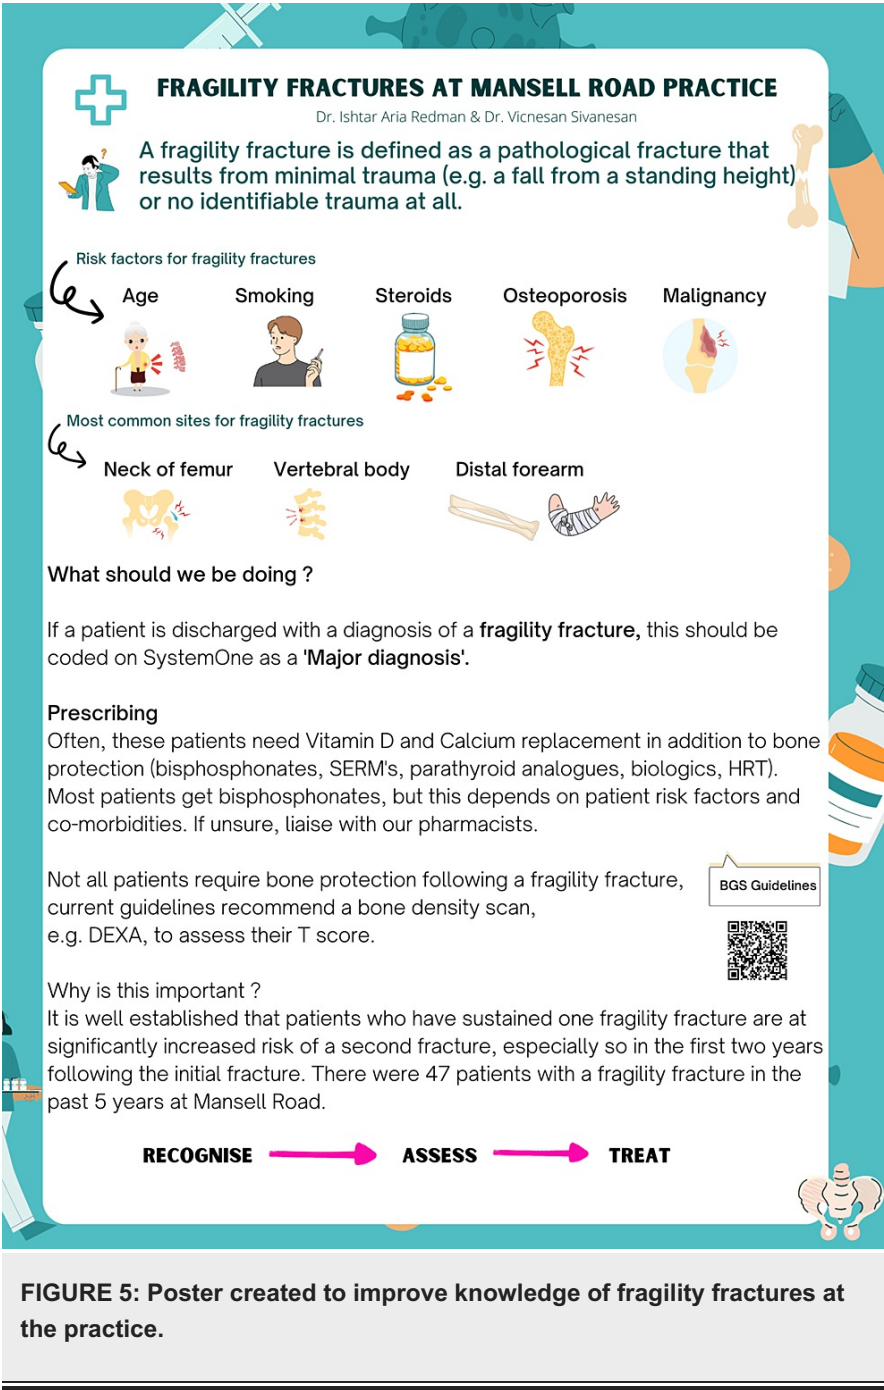 FRAGILITY FRACTURES AT MANSELL ROAD PRACTICE
Dr. Ishtar Aria Redman & Dr. Vicnesan Sivanesan
A fragility fracture is defined as a pathological fracture that
results from minimal trauma (e.g. a fall from a standing height)
or no identifiable trauma at all.
?
Risk factors for fragility fractures
Age Smoking Steroids Osteoporosis Malignancy
Most common sites for fragility fractures
Neck of femur Vertebral body Distal forearm
What should we be doing ?
If a patient is discharged with a diagnosis of a fragility fracture, this should be
coded on SystemOne as a 'Major diagnosis'.
Prescribing
Often, these patients need Vitamin D and Calcium replacement in addition to bone
protection (bisphosphonates, SERM's, parathyroid analogues, biologics, HRT).
Most patients get bisphosphonates, but this depends on patient risk factors and
co-morbidities. If unsure, liaise with our pharmacists.
Not all patients require bone protection following a fragility fracture,
current guidelines recommend a bone density scan,
e.g. DEXA, to assess their T score.
BGS Guidelines
Why is this important ?
It is well established that patients who have sustained one fragility fracture are at
significantly increased risk of a second fracture, especially so in the first two years
following the initial fracture. There were 47 patients with a fragility fracture in the
past 5 years at Mansell Road.
RECOGNISE ASSESS TREAT
FIGURE 5: Poster created to improve knowledge of fragility fractures at
the practice.